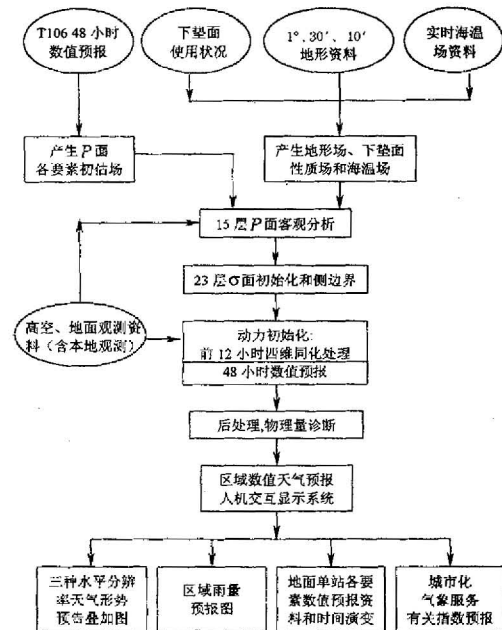 T106 48 小时
数值预报
下垫面
使用状况
1°,30′、10′
地形资料
实时海温
场资料
产生 P 面
各要素初估场
产生地形场、下垫面
性质场和海温场
15 层 P 面客观分析
23 层 σ 面初始化和侧边界
高空、地面观测资
料（含本地观测）
动力初始化:
前 12 小时四维同化处理
48 小时数值预报
后处理,物理量诊断
区域数值天气预报
人机交互显示系统
三种水平分辨
率天气形势
预告叠加图
区域雨量
预报图
地面单站各要
素数值预报资
料和时间演变
城市化
气象服务
有关指数预报